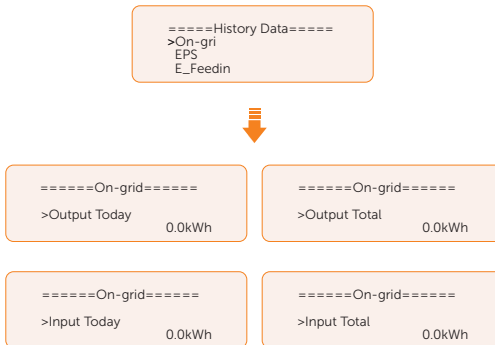 =====History Data=====
>On-gri
EPS
E_Feedin
======On-grid======
>Output Today
0.0kWh
======On-grid======
>Output Total
0.0kWh
======On-grid======
>Input Today
0.0kWh
======On-grid======
>Input Total
0.0kWh